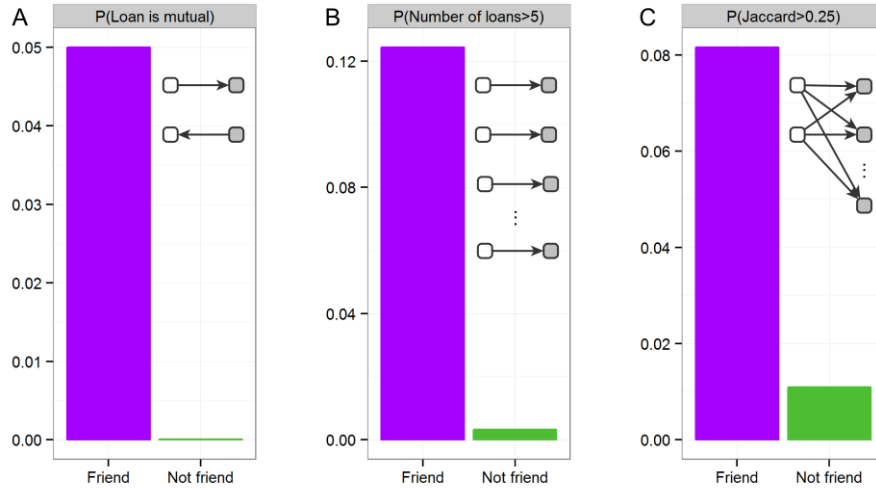 A
P(Loan is mutual)
0.05
0.04
0.03
0.02
0.01
0.00
Friend Not friend
B
P(Number of loans>5)
0.12
0.08
0.04
0.00
Friend Not friend
C
P(Jaccard>0.25)
0.08
0.06
0.04
0.02
0.00
Friend Not friend